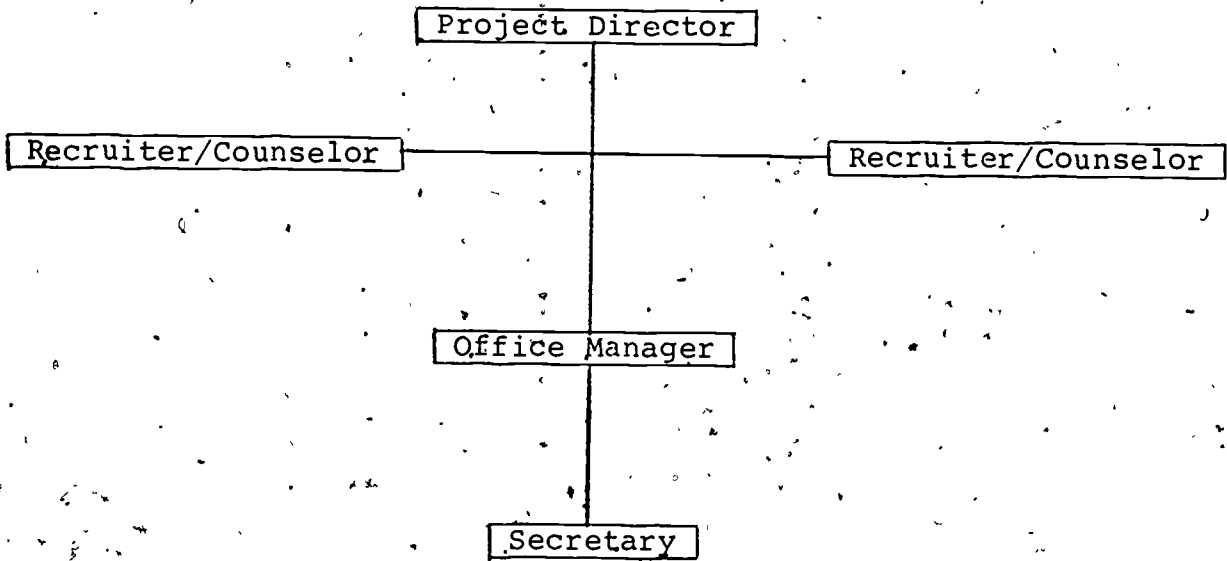 Project Director
Recruiter/Counselor
Recruiter/Counselor
Office Manager
Secretary